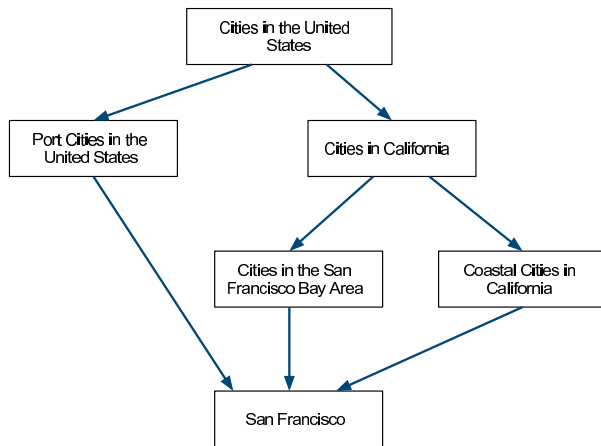 Cities in the United
States
Port Cities in the
United States
Cities in California
Cities in the San
Francisco Bay Area
Coastal Cities in
California
San Francisco